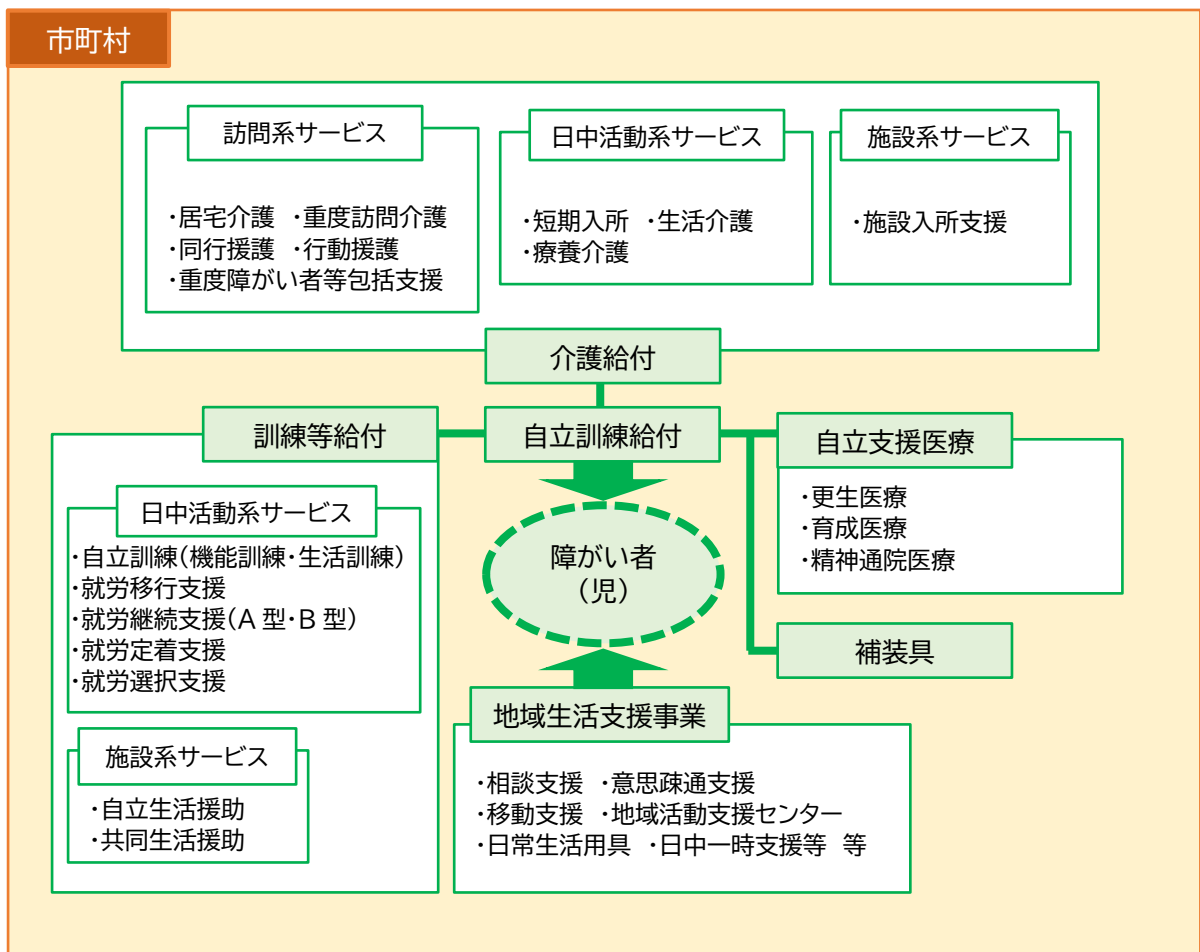 市町村
訪問系サービス
・居宅介護 ・重度訪問介護
・同行援護 ・行動援護
・重度障がい者等包括支援
日中活動系サービス
・短期入所 ・生活介護
・療養介護
施設系サービス
・施設入所支援
介護給付
訓練等給付
自立訓練給付
自立支援医療
日中活動系サービス
・自立訓練(機能訓練・生活訓練)
・就労移行支援
・就労継続支援(A型・B型)
・就労定着支援
・就労選択支援
施設系サービス
・自立生活援助
・共同生活援助
障がい者
(児)
・更生医療
・育成医療
・精神通院医療
補装具
地域生活支援事業
・相談支援 ・意思疎通支援
・移動支援 ・地域活動支援センター
・日常生活用具 ・日中一時支援等 等